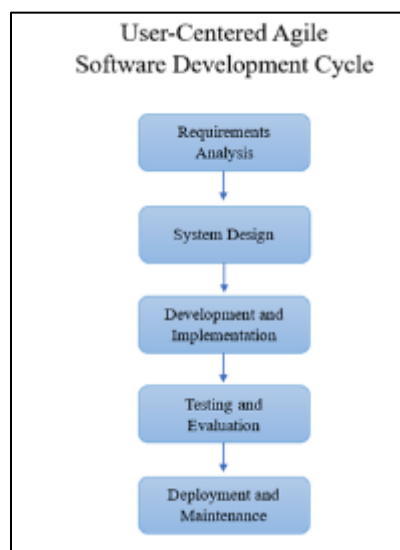 User-Centered Agile
Software Development Cycle
Requirements
Analysis
System Design
Development and
Implementation
Testing and
Evaluation
Deployment and
Maintenance